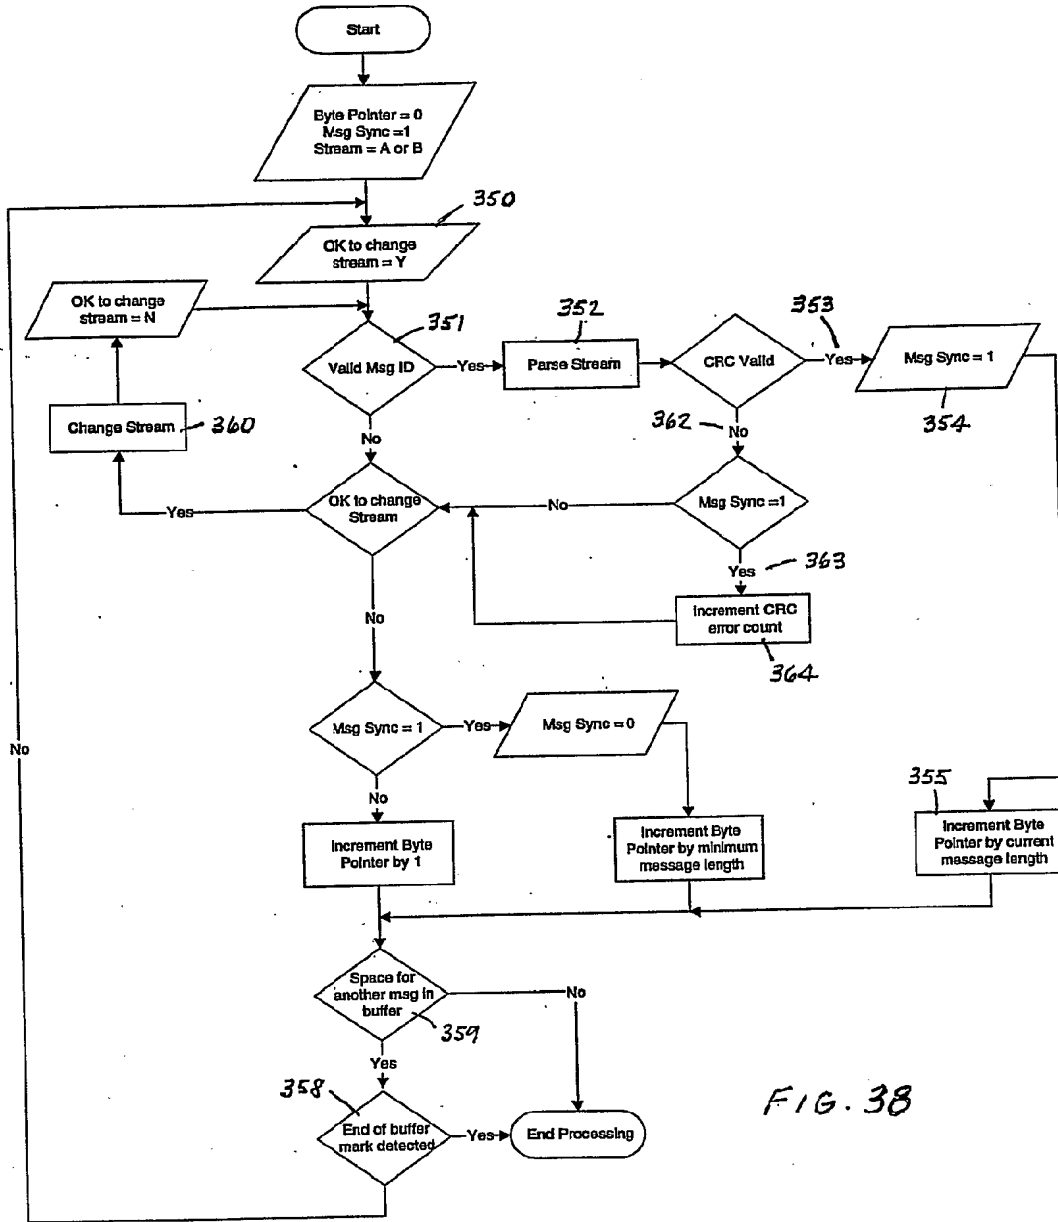 Start
Byte Pointer = 0
Msg Sync =1
Stream = A or B
350
OK to change
stream = Y
OK to change
stream = N
351
352
353
Valid Msg ID
Yes
Parse Stream
CRC Valid
Yes
Msg Sync = 1
354
Change Stream
360
No
362
No
OK to change
Stream
Yes
No
Msg Sync =1
Yes
363
Increment CRC
error count
364
No
Msg Sync = 1
Yes
Msg Sync = 0
No
No
355
Increment Byte
Pointer by 1
Increment Byte
Pointer by minimum
message length
Increment Byte
Pointer by current
message length
Space for
another msg in
buffer
No
359
Yes
358
End of buffer
mark detected
Yes
End Processing
FIG. 38